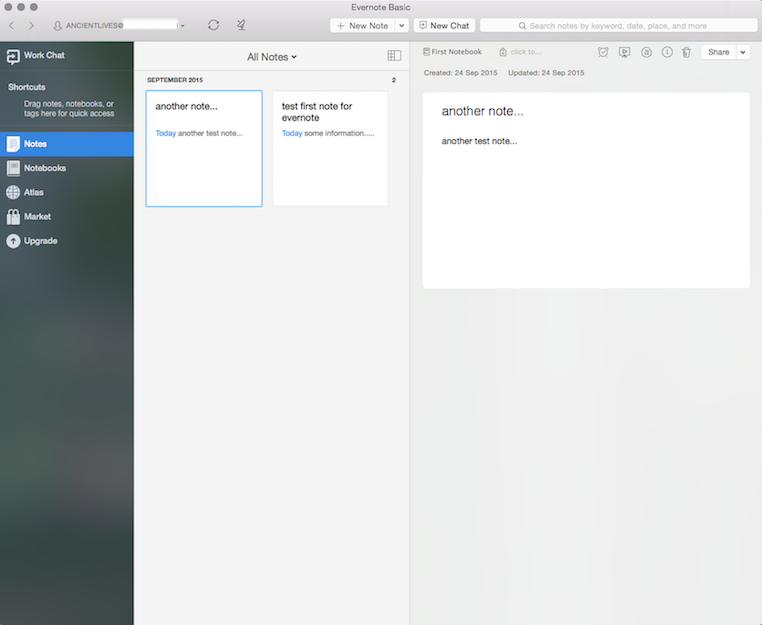 Evernote Basic
ANCIENTLIVES@
New Note
New Chat
Search notes by keyword, date, place, and more
Work Chat
Shortcuts
Drag notes, notebooks, or
tags here for quick access
Notes
Notebooks
Atlas
Market
Upgrade
All Notes
SEPTEMBER 2015 2
another note...
Today another test note...
test first note for
evernote
Today some information.....
First Notebook click to...
Share
Created: 24 Sep 2015 Updated: 24 Sep 2015
another note...
another test note...